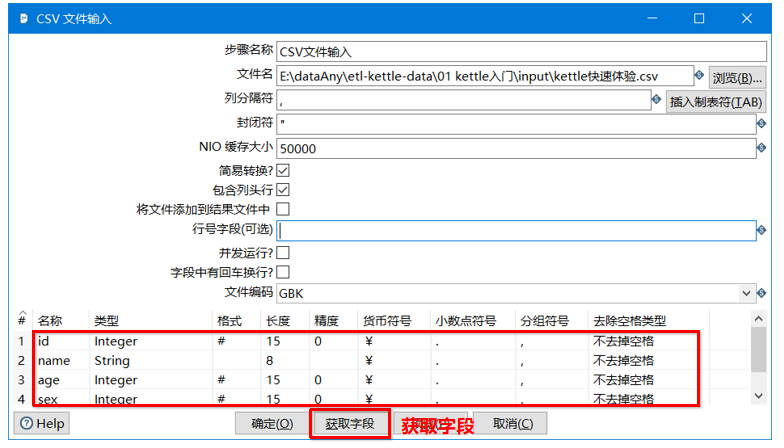 CSV 文件输入
步骤名称 CSV文件输入
文件名 E:\dataAny\etl-kettle-data\01 kettle入门\input\kettle快速体验.csv 浏览(B)...
列分隔符 , 插入制表符(TAB)
封闭符 "
NIO 缓存大小 50000
简易转换?
包含列头行
将文件添加到结果文件中
行号字段(可选)
并发运行?
字段中有回车换行?
文件编码 GBK
# 名称 类型 格式 长度 精度 货币符号 小数点符号 分组符号 去除空格类型
1 id Integer # 15 0 ¥ . , 不去掉空格
2 name String 8 ¥ . , 不去掉空格
3 age Integer # 15 0 ¥ . , 不去掉空格
4 sex Integer # 15 0 ¥ . , 不去掉空格
Help 确定(O) 获取字段 获取字段 取消(C)